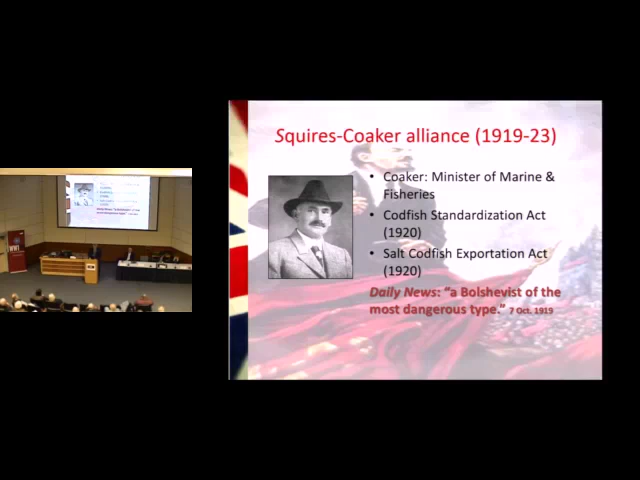 Squires-Coaker alliance (1919-23)
• Coaker: Minister of Marine &
Fisheries
• Codfish Standardization Act
(1920)
• Salt Codfish Exportation Act
(1920)
Daily News: “a Bolshevist of the
most dangerous type.” 7 Oct. 1919